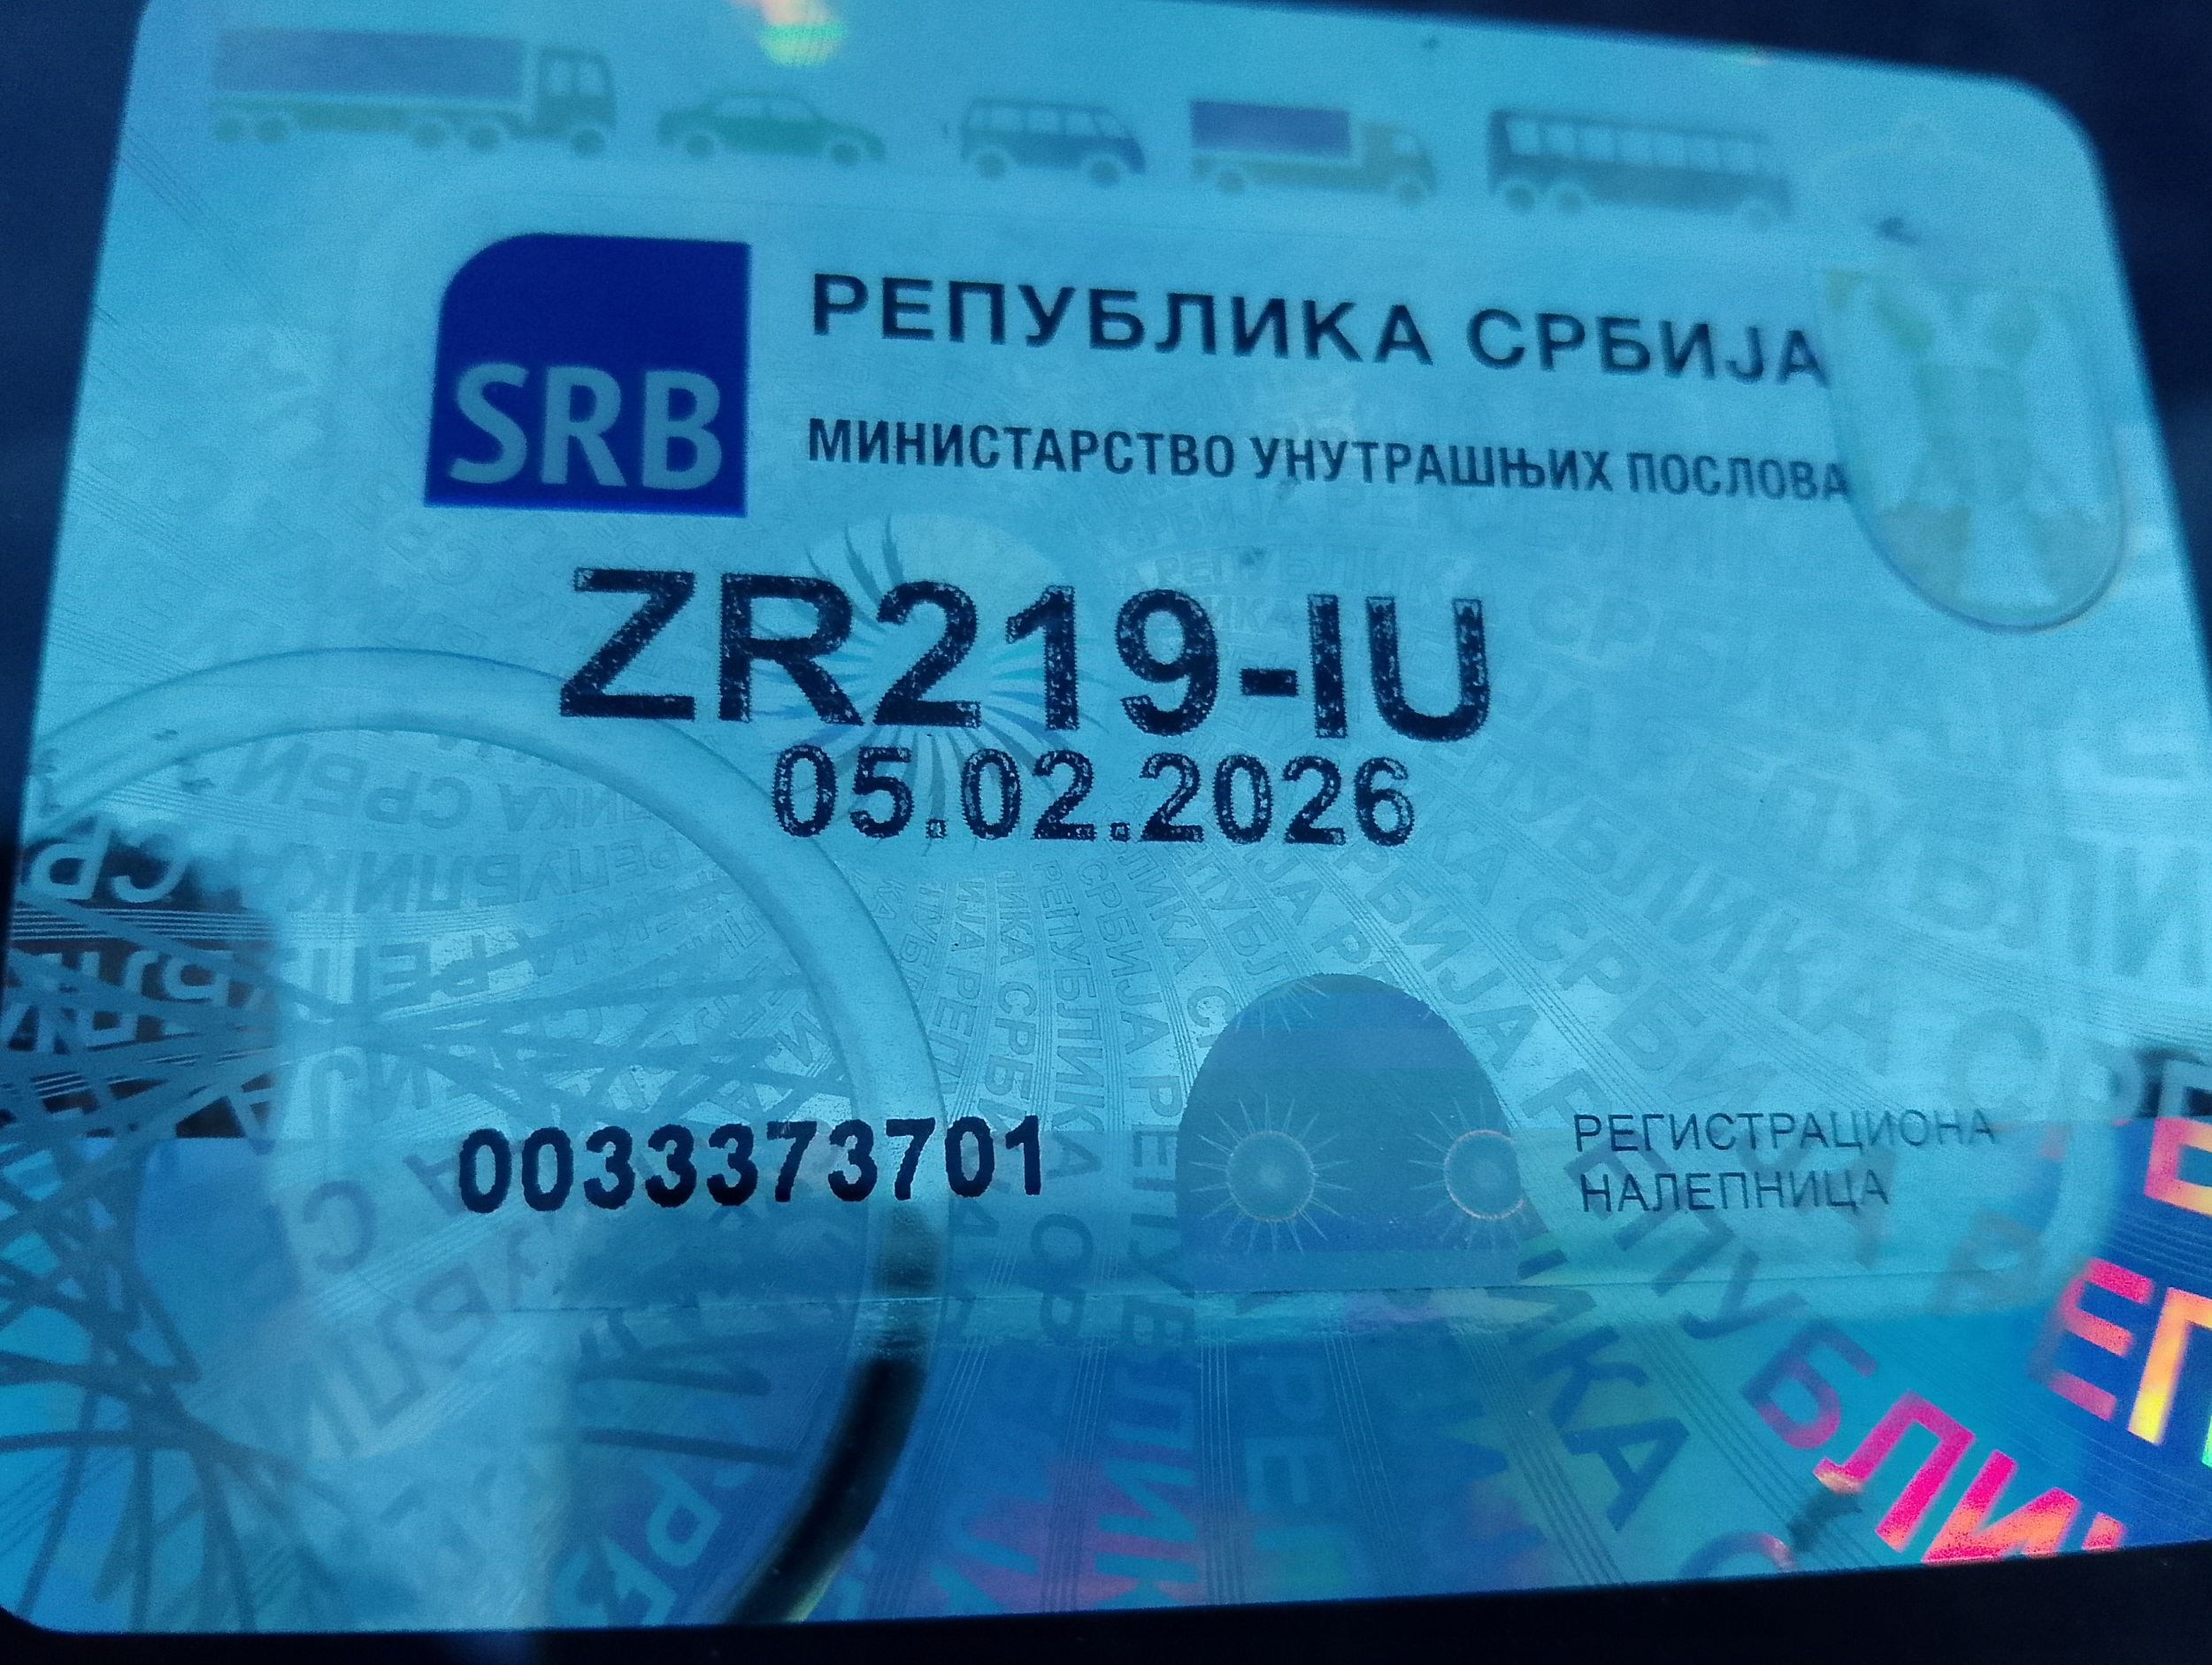 SRB
РЕПУБЛИКА СРБИЈА
МИНИСТАРСТВО УНУТРАШЊИХ ПОСЛОВА
ZR219-IU
05.02.2026
0033373701
РЕГИСТРАЦИОНА
НАЛЕПНИЦА